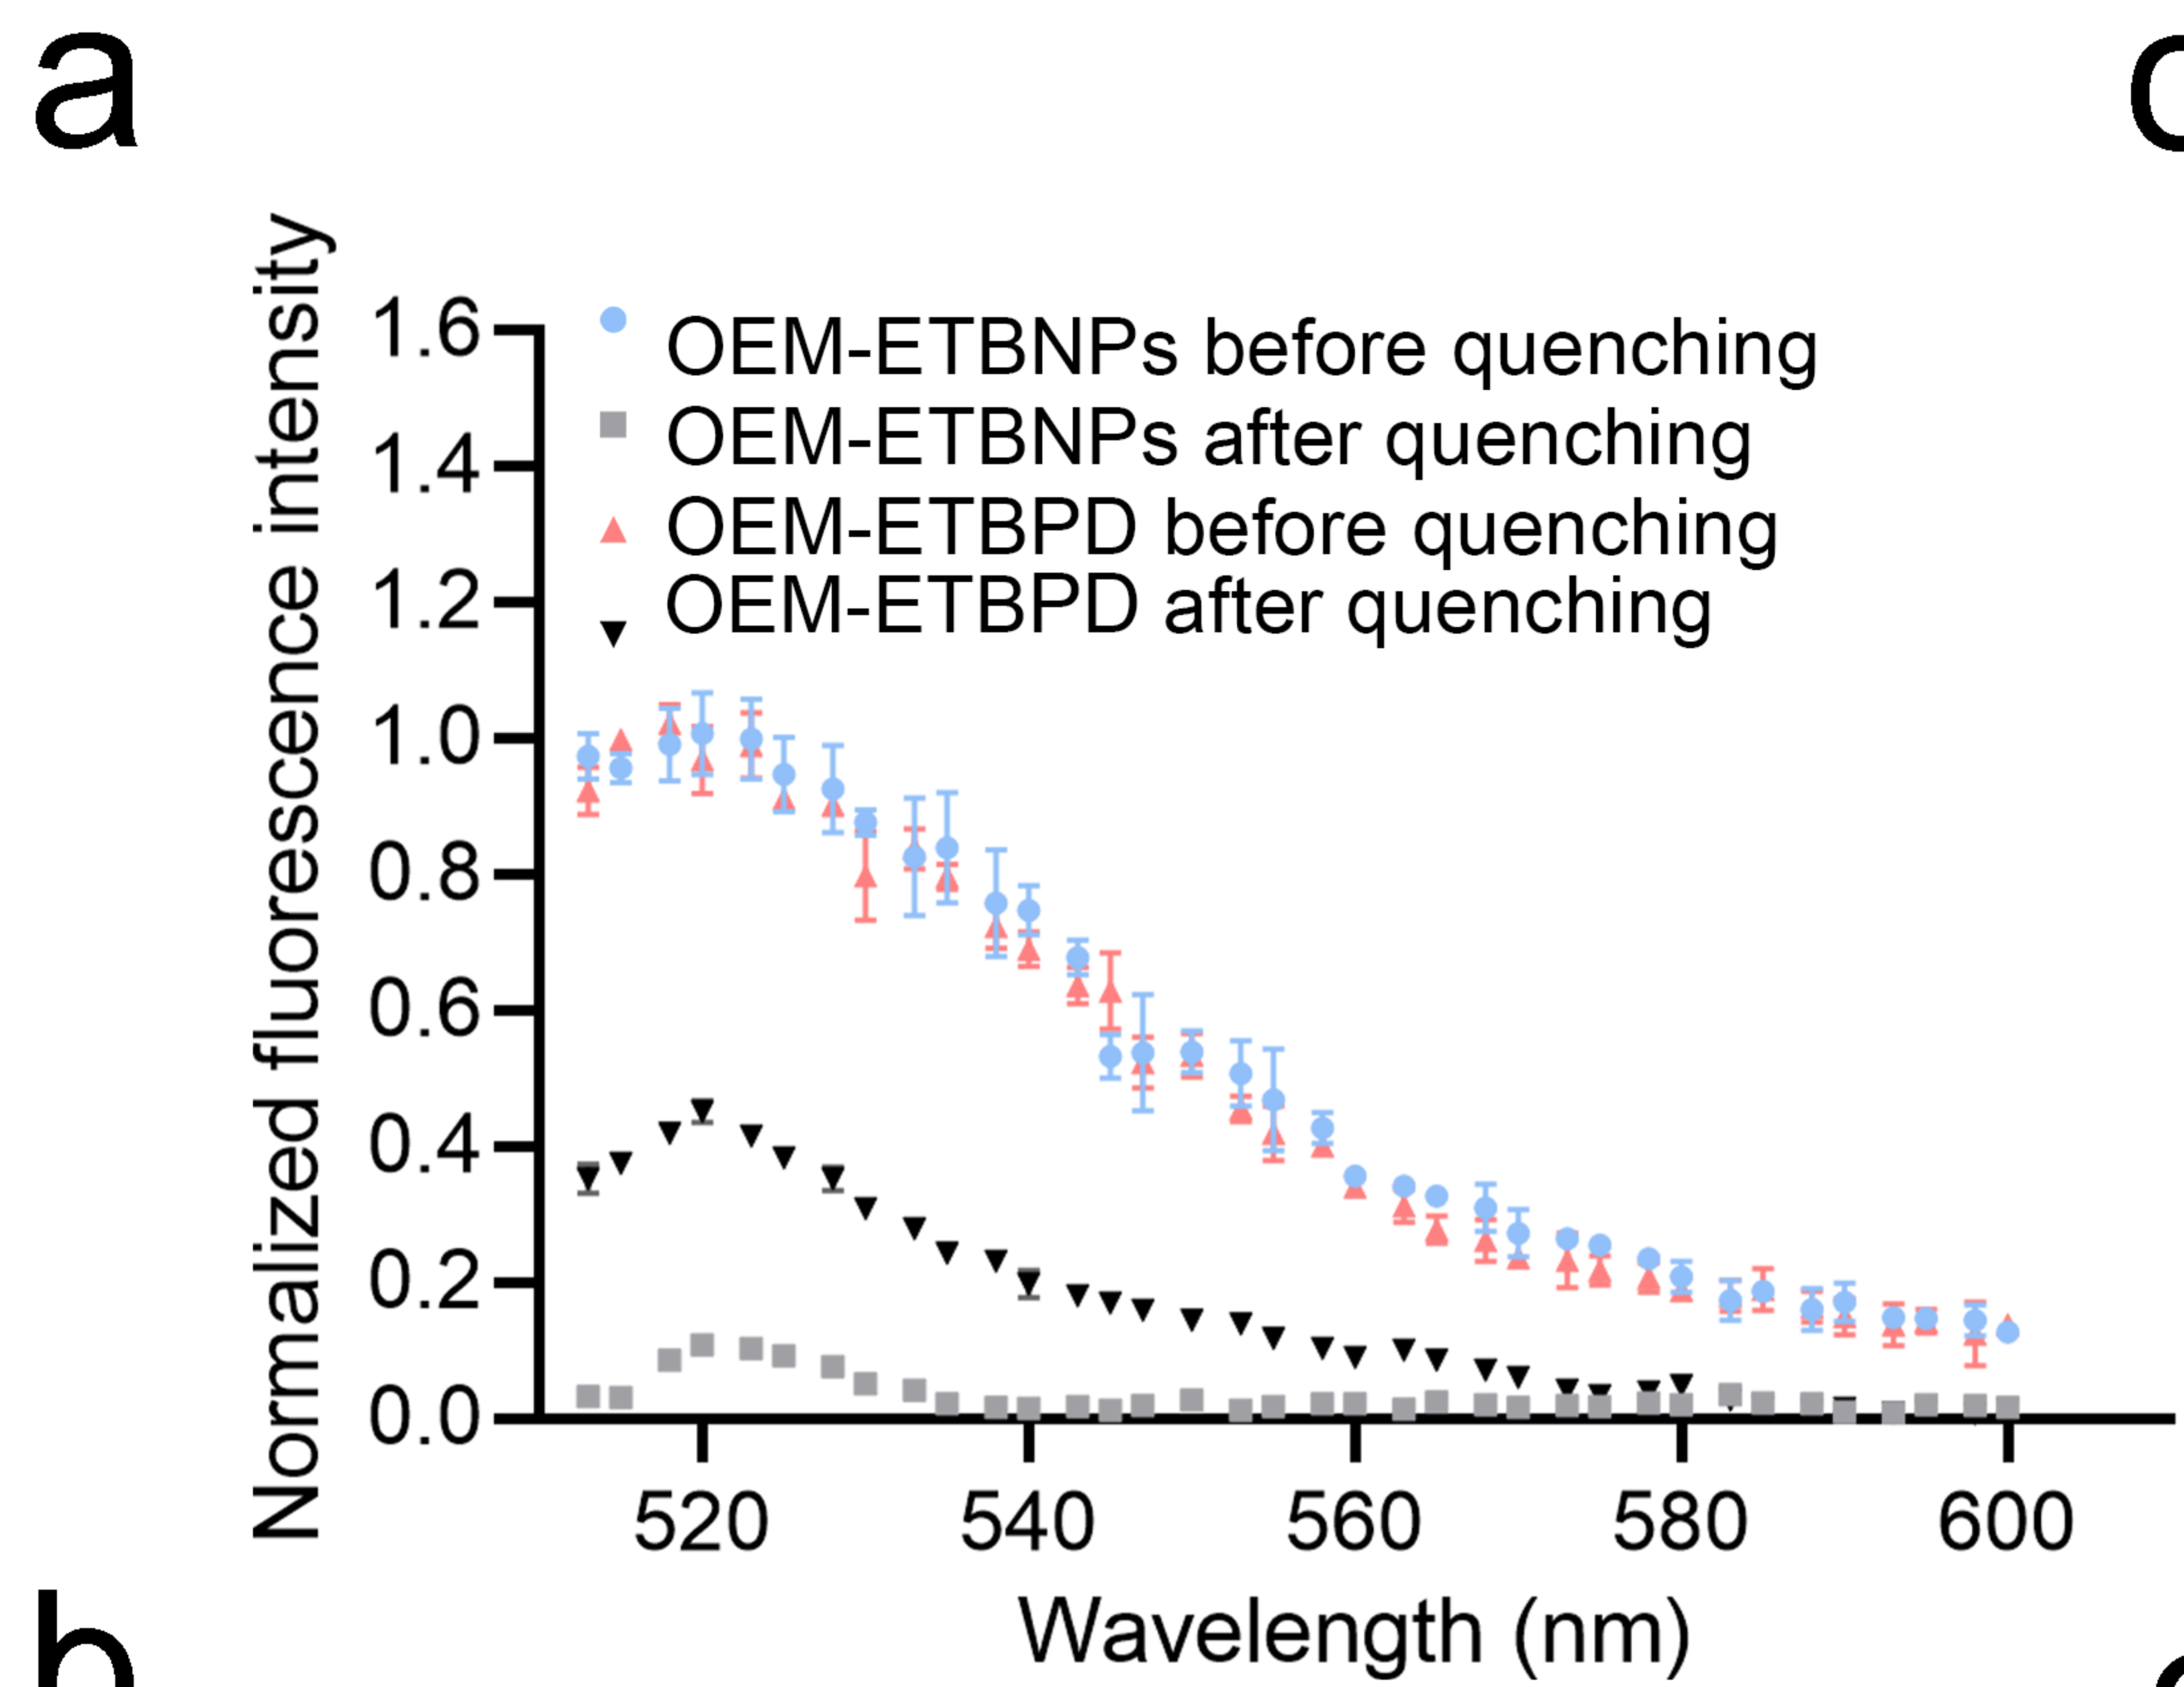 a
Normalized fluorescence intensity
1.6
1.4
1.2
1.0
0.8
0.6
0.4
0.2
0.0
OEM-ETBNPs before quenching
OEM-ETBNPs after quenching
OEM-ETBPD before quenching
OEM-ETBPD after quenching
520 540 560 580 600
Wavelength (nm)
b